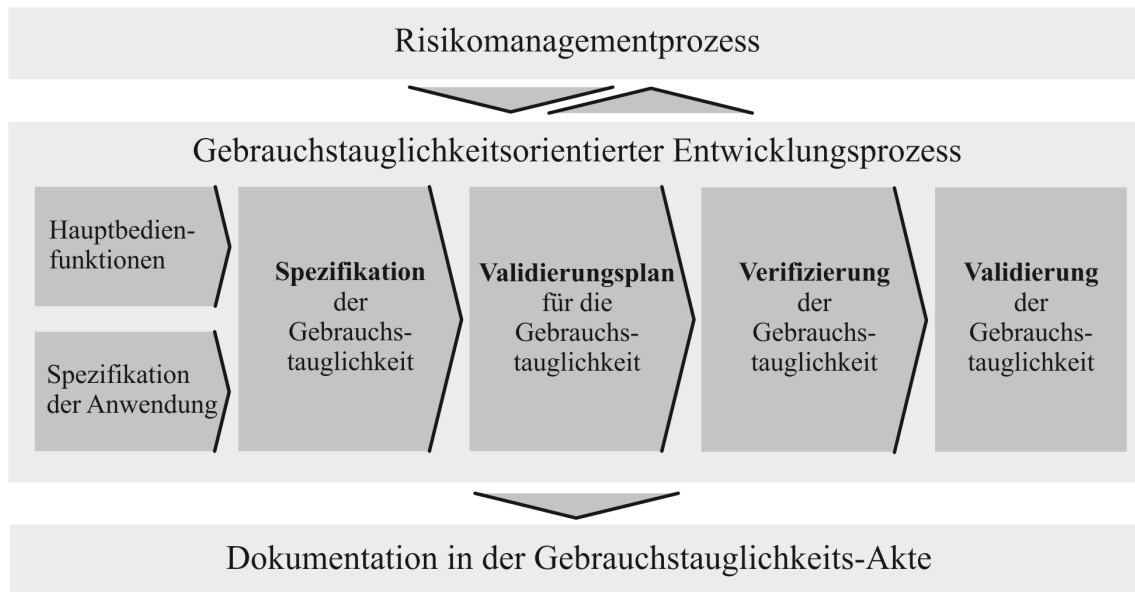 Risikomanagementprozess
Gebrauchstauglichkeitsorientierter Entwicklungsprozess
Hauptbedien-
funktionen
Spezifikation
der Anwendung
Spezifikation
der
Gebrauchs-
tauglichkeit
Validierungsplan
für die
Gebrauchs-
tauglichkeit
Verifizierung
der
Gebrauchs-
tauglichkeit
Validierung
der
Gebrauchs-
tauglichkeit
Dokumentation in der Gebrauchstauglichkeits-Akte